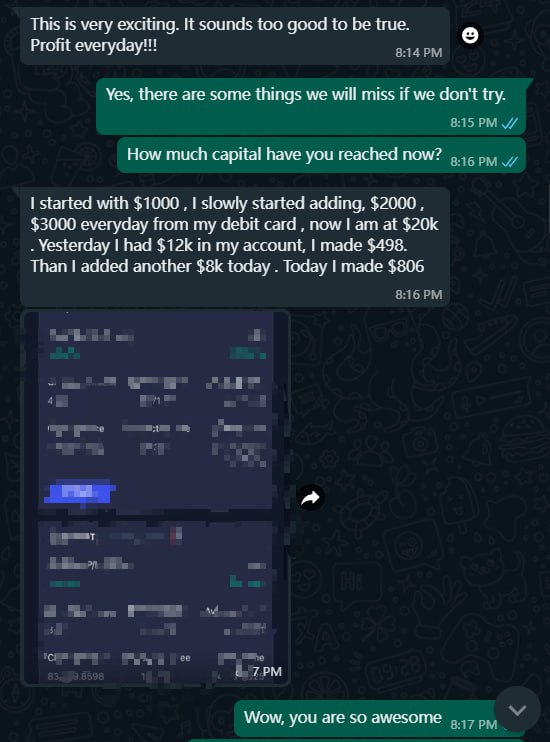 This is very exciting. It sounds too good to be true.
Profit everyday!!!
8:14 PM
Yes, there are some things we will miss if we don't try.
8:15 PM
How much capital have you reached now?
8:16 PM
I started with $1000 , I slowly started adding, $2000 ,
$3000 everyday from my debit card , now I am at $20k
. Yesterday I had $12k in my account, I made $498.
Than I added another $8k today . Today I made $806
8:16 PM
7 PM
Wow, you are so awesome
8:17 PM